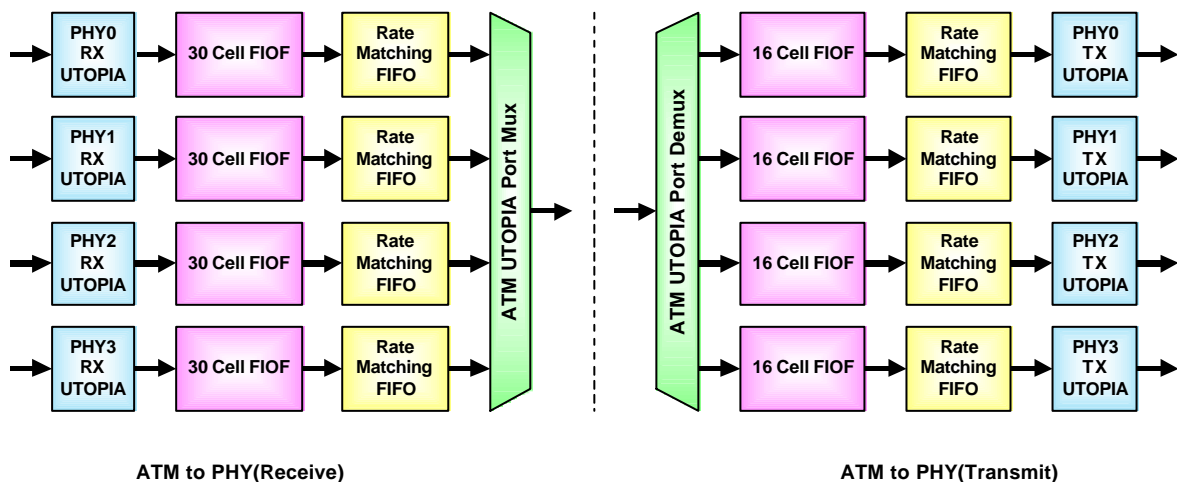 PHY0
RX
UTOPIA
30 Cell FIOF
Rate
Matching
FIFO
PHY1
RX
UTOPIA
30 Cell FIOF
Rate
Matching
FIFO
PHY2
RX
UTOPIA
30 Cell FIOF
Rate
Matching
FIFO
PHY3
RX
UTOPIA
30 Cell FIOF
Rate
Matching
FIFO
ATM UTOPIA Port Mux
ATM to PHY(Receive)
ATM UTOPIA Port Demux
16 Cell FIOF
Rate
Matching
FIFO
PHY0
TX
UTOPIA
16 Cell FIOF
Rate
Matching
FIFO
PHY1
TX
UTOPIA
16 Cell FIOF
Rate
Matching
FIFO
PHY2
TX
UTOPIA
16 Cell FIOF
Rate
Matching
FIFO
PHY3
TX
UTOPIA
ATM to PHY(Transmit)